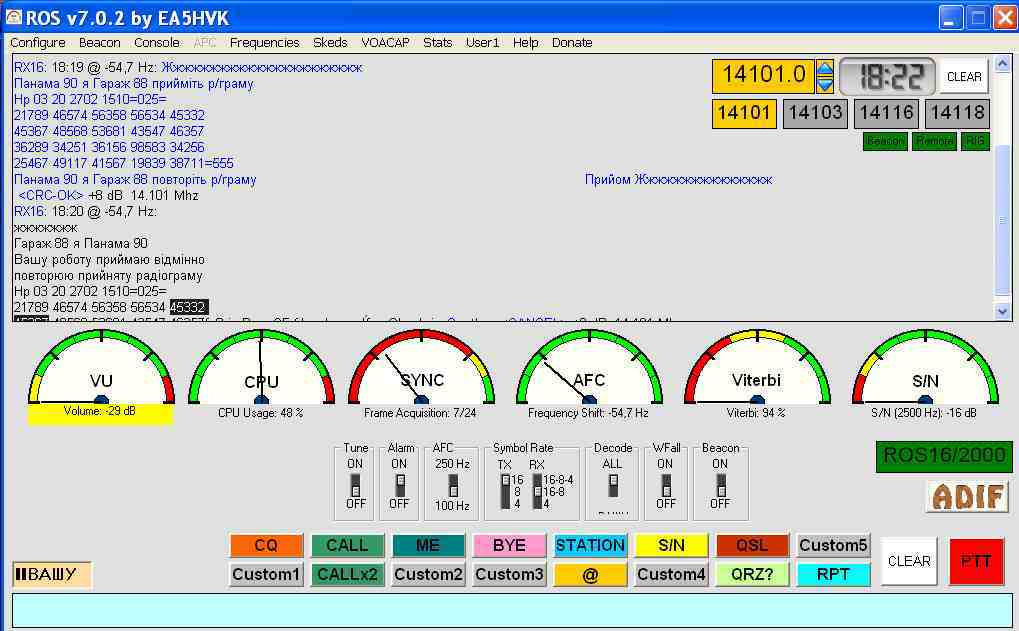 ROS v7.0.2 by EA5HVK
Configure Beacon Console AFC Frequencies Skeds VOACAP Stats User1 Help Donate
RX16: 18:19 @ -54,7 Hz: Жжжжжжжжжжжжжжжжжжжжжжж
Панама 90 я Гараж 88 прийміть р/граму
Нр 03 20 2702 1510=025=
21789 46574 56358 56534 45332
45367 48568 53681 43547 46357
36289 34251 36156 98583 34256
25467 49117 41567 19839 38711=555
Панама 90 я Гараж 88 повторіть р/граму Прийом Жжжжжжжжжжжжжжж
<CRC-OK> +8 dB 14.101 Mhz
RX16: 18:20 @ -54,7 Hz:
жжжжжжж
Гараж 88 я Панама 90
Вашу роботу приймаю відмінно
повторюю прийняту радіограму
Нр 03 20 2702 1510=025=
21789 46574 56358 56534 45332
14101.0 18:22 CLEAR
14101 14103 14116 14118
Beacon Remote RIG
VU CPU SYNC AFC Viterbi S/N
Volume: -29 dB CPU Usage: 48 % Frame Acquisition: 7/24 Frequency Shift: -54,7 Hz Viterbi: 94 % S/N (2500 Hz): -16 dB
Tune Alarm AFC Symbol Rate Decode WFall Beacon
ON ON 250 Hz TX RX ALL ON ON
16 16-8-4
8 16-8
4 4
OFF OFF 100 Hz OFF OFF
ROS16/2000
ADIF
CQ CALL ME BYE STATION S/N QSL Custom5
Custom1 CALLx2 Custom2 Custom3 @ Custom4 QRZ? RPT
CLEAR PTT
ВАШУ